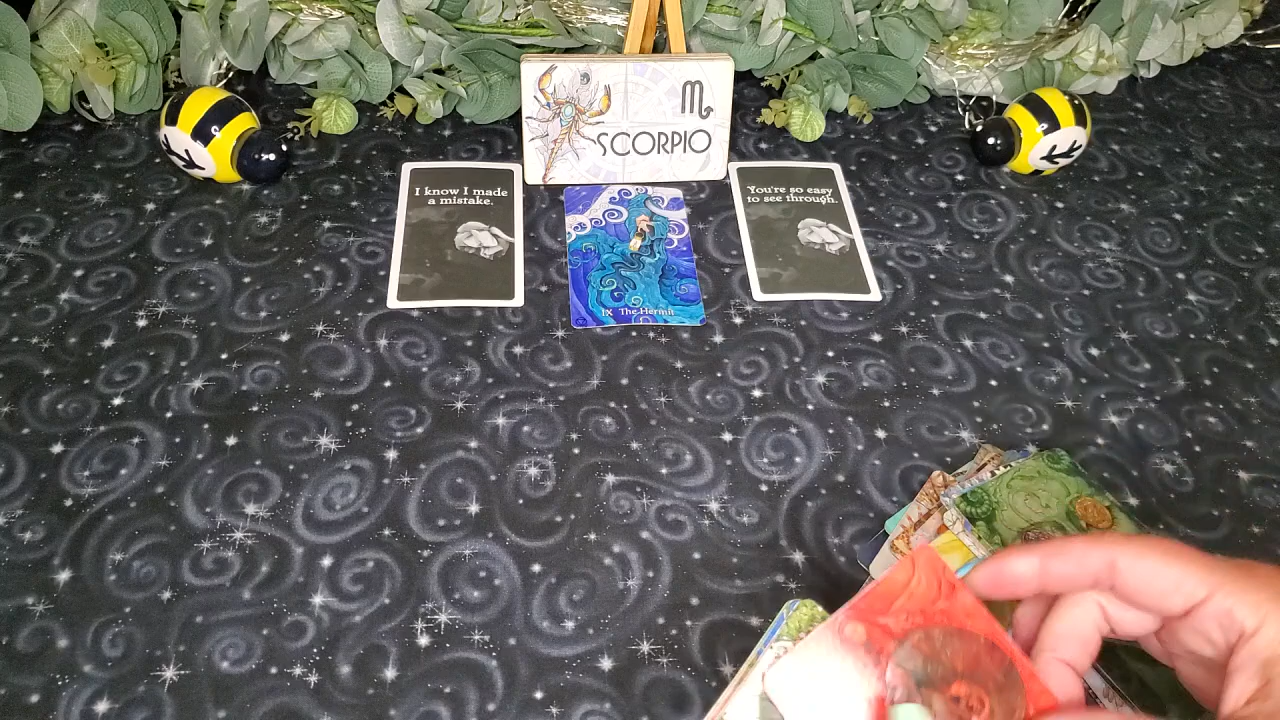 ♏
SCORPIO
I know I made
a mistake.
You're so easy
to see through.
IX The Hermit